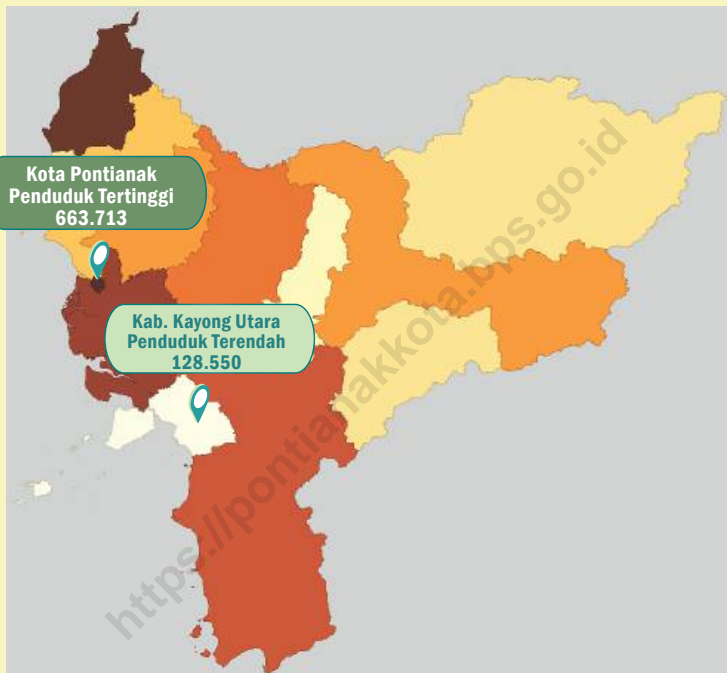 Kota Pontianak
Penduduk Tertinggi
663.713
Kab. Kayong Utara
Penduduk Terendah
128.550
https://pontianakkota.bps.go.id